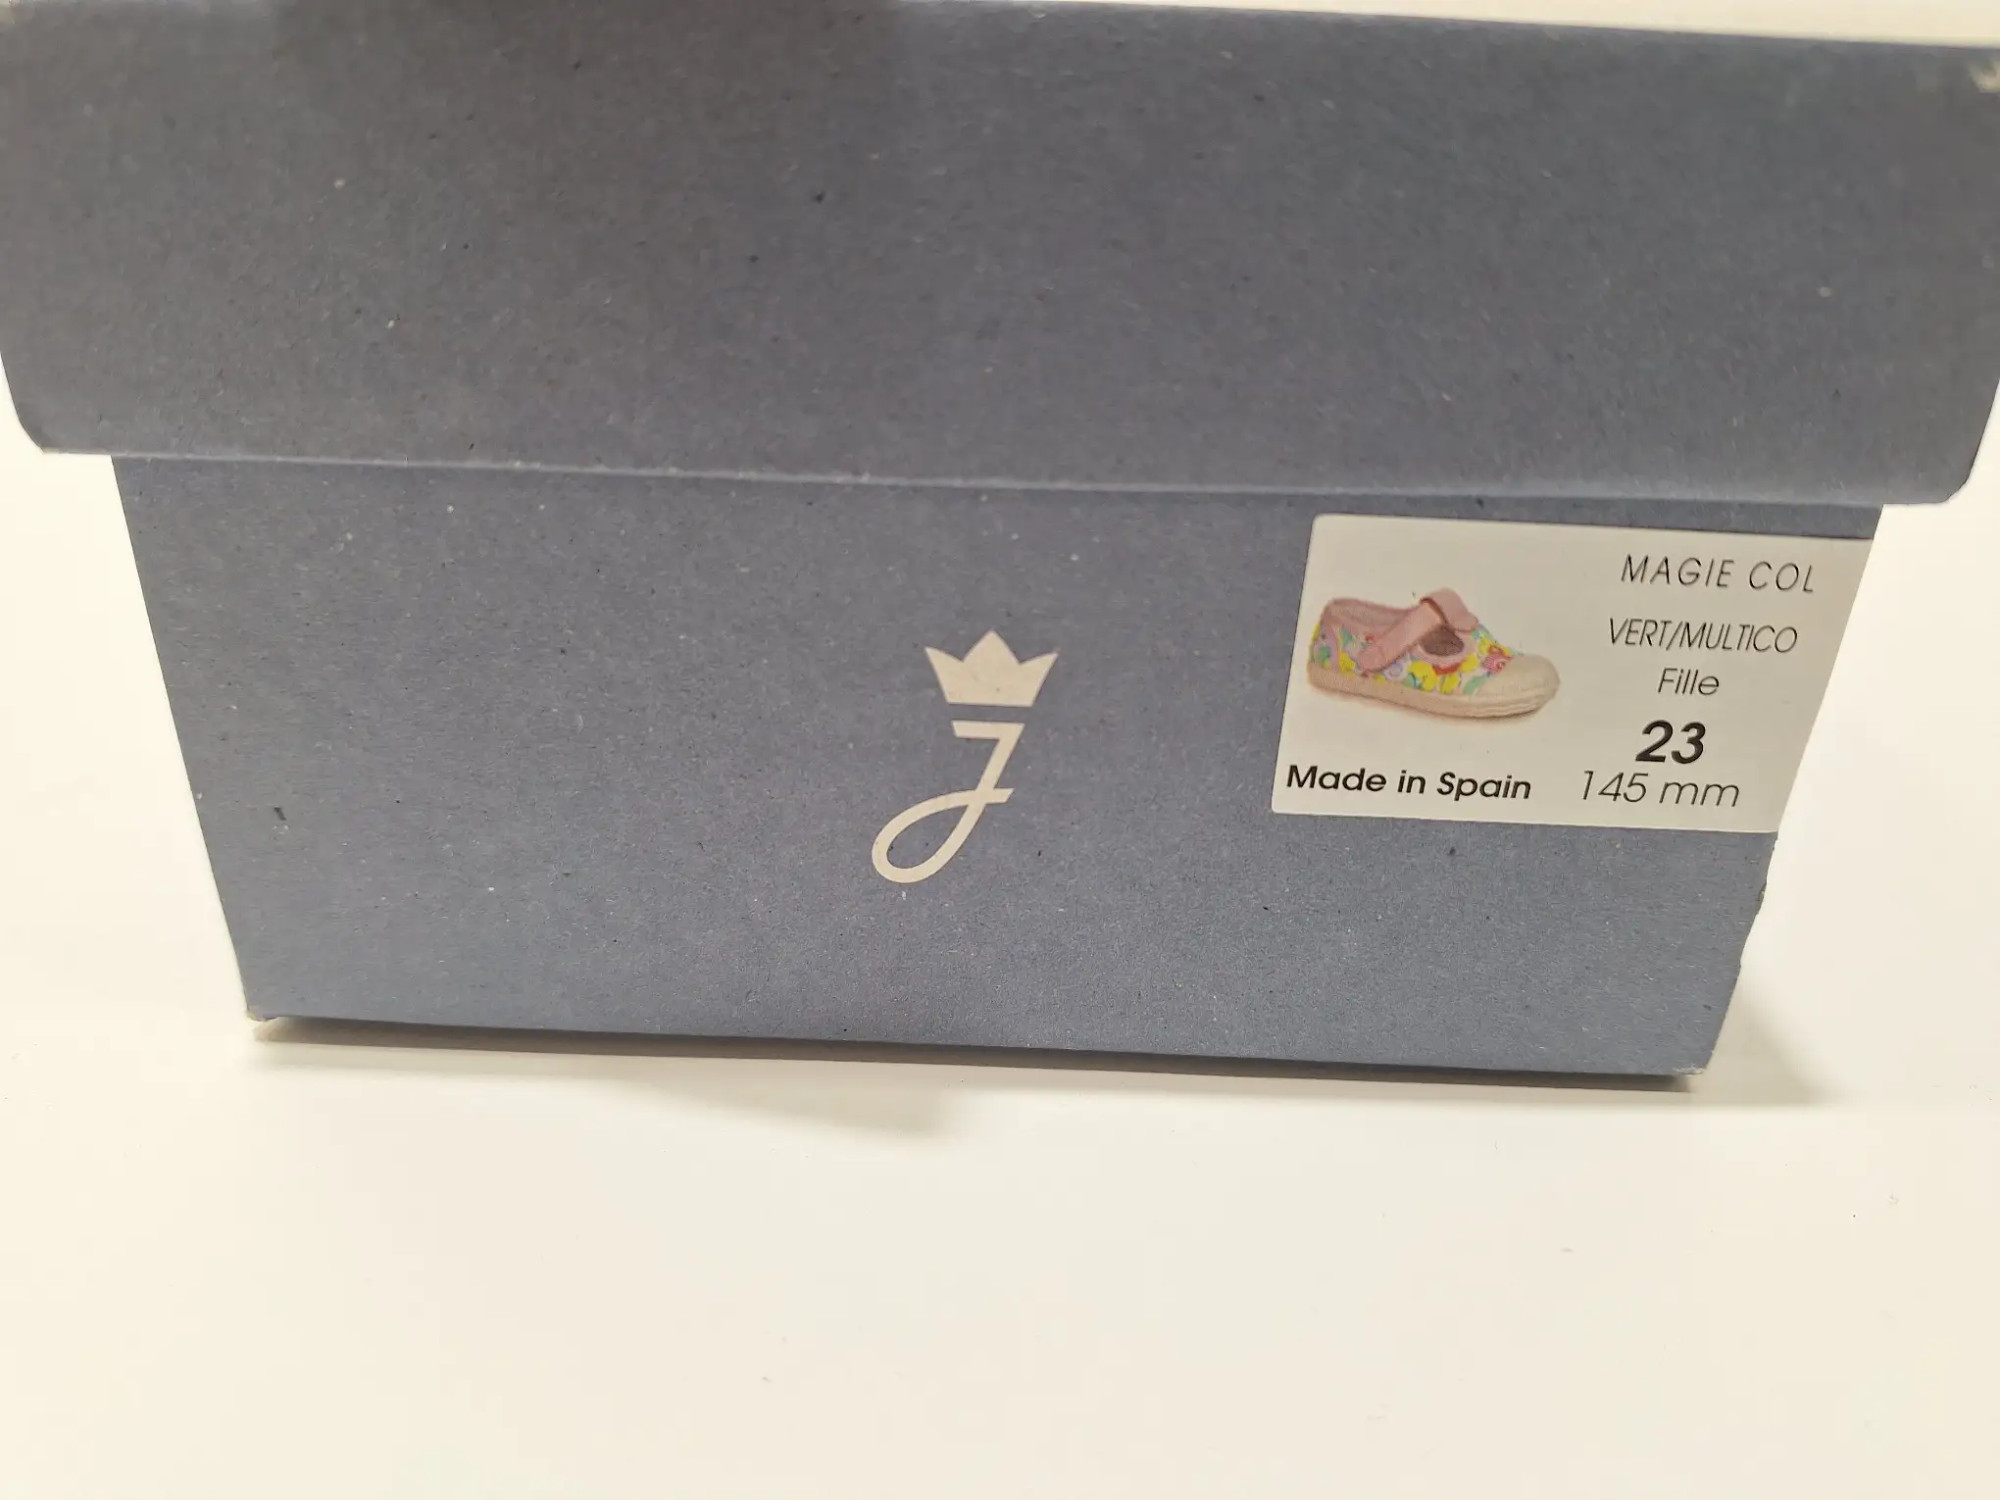 J
MAGIE COL
VERT/MULTICO
Fille
23
Made in Spain 145 mm